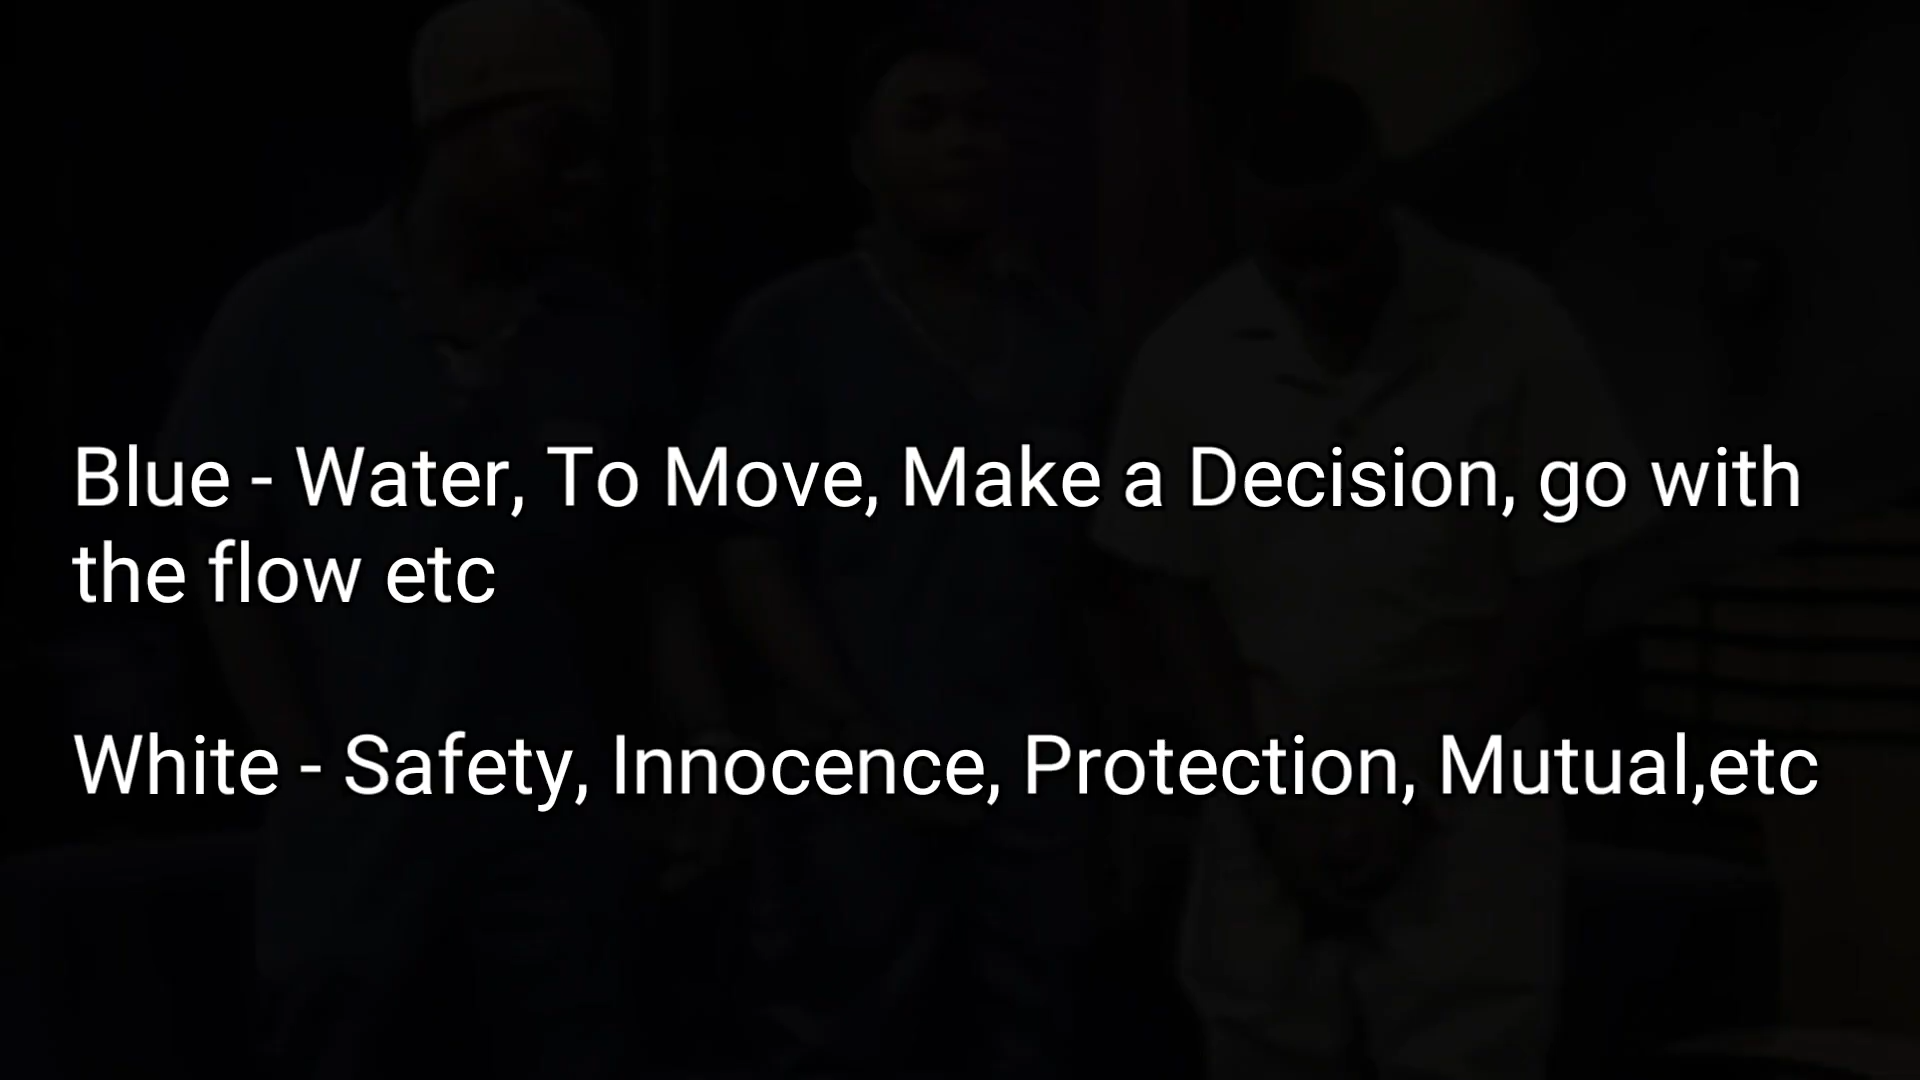 Blue - Water, To Move, Make a Decision, go with
the flow etc
White - Safety, Innocence, Protection, Mutual,etc